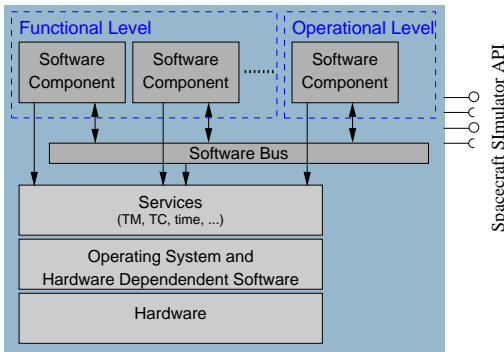 Functional Level
Operational Level
Software
Component
Software
Component
Software
Component
Software Bus
Services
(TM, TC, time, ...)
Operating System and
Hardware Dependendent Software
Hardware
Spacecraft SImulator API